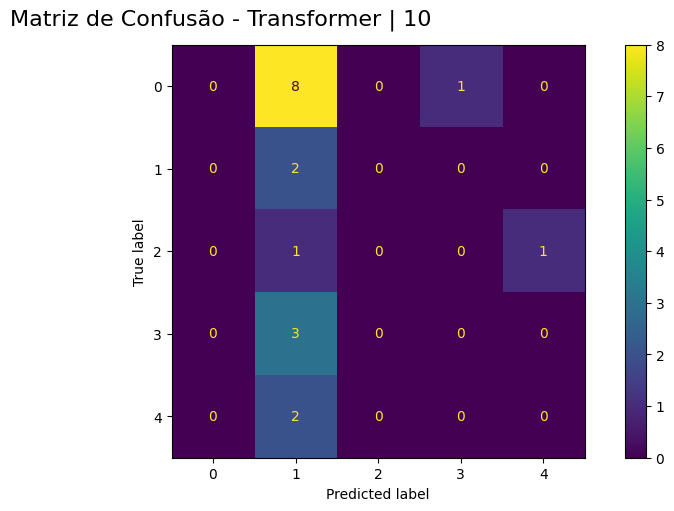 Matriz de Confusão - Transformer | 10
0 0 8 0 1 0
1 0 2 0 0 0
2 0 1 0 0 1
3 0 3 0 0 0
4 0 2 0 0 0
0 1 2 3 4
Predicted label
True label
8
7
6
5
4
3
2
1
0